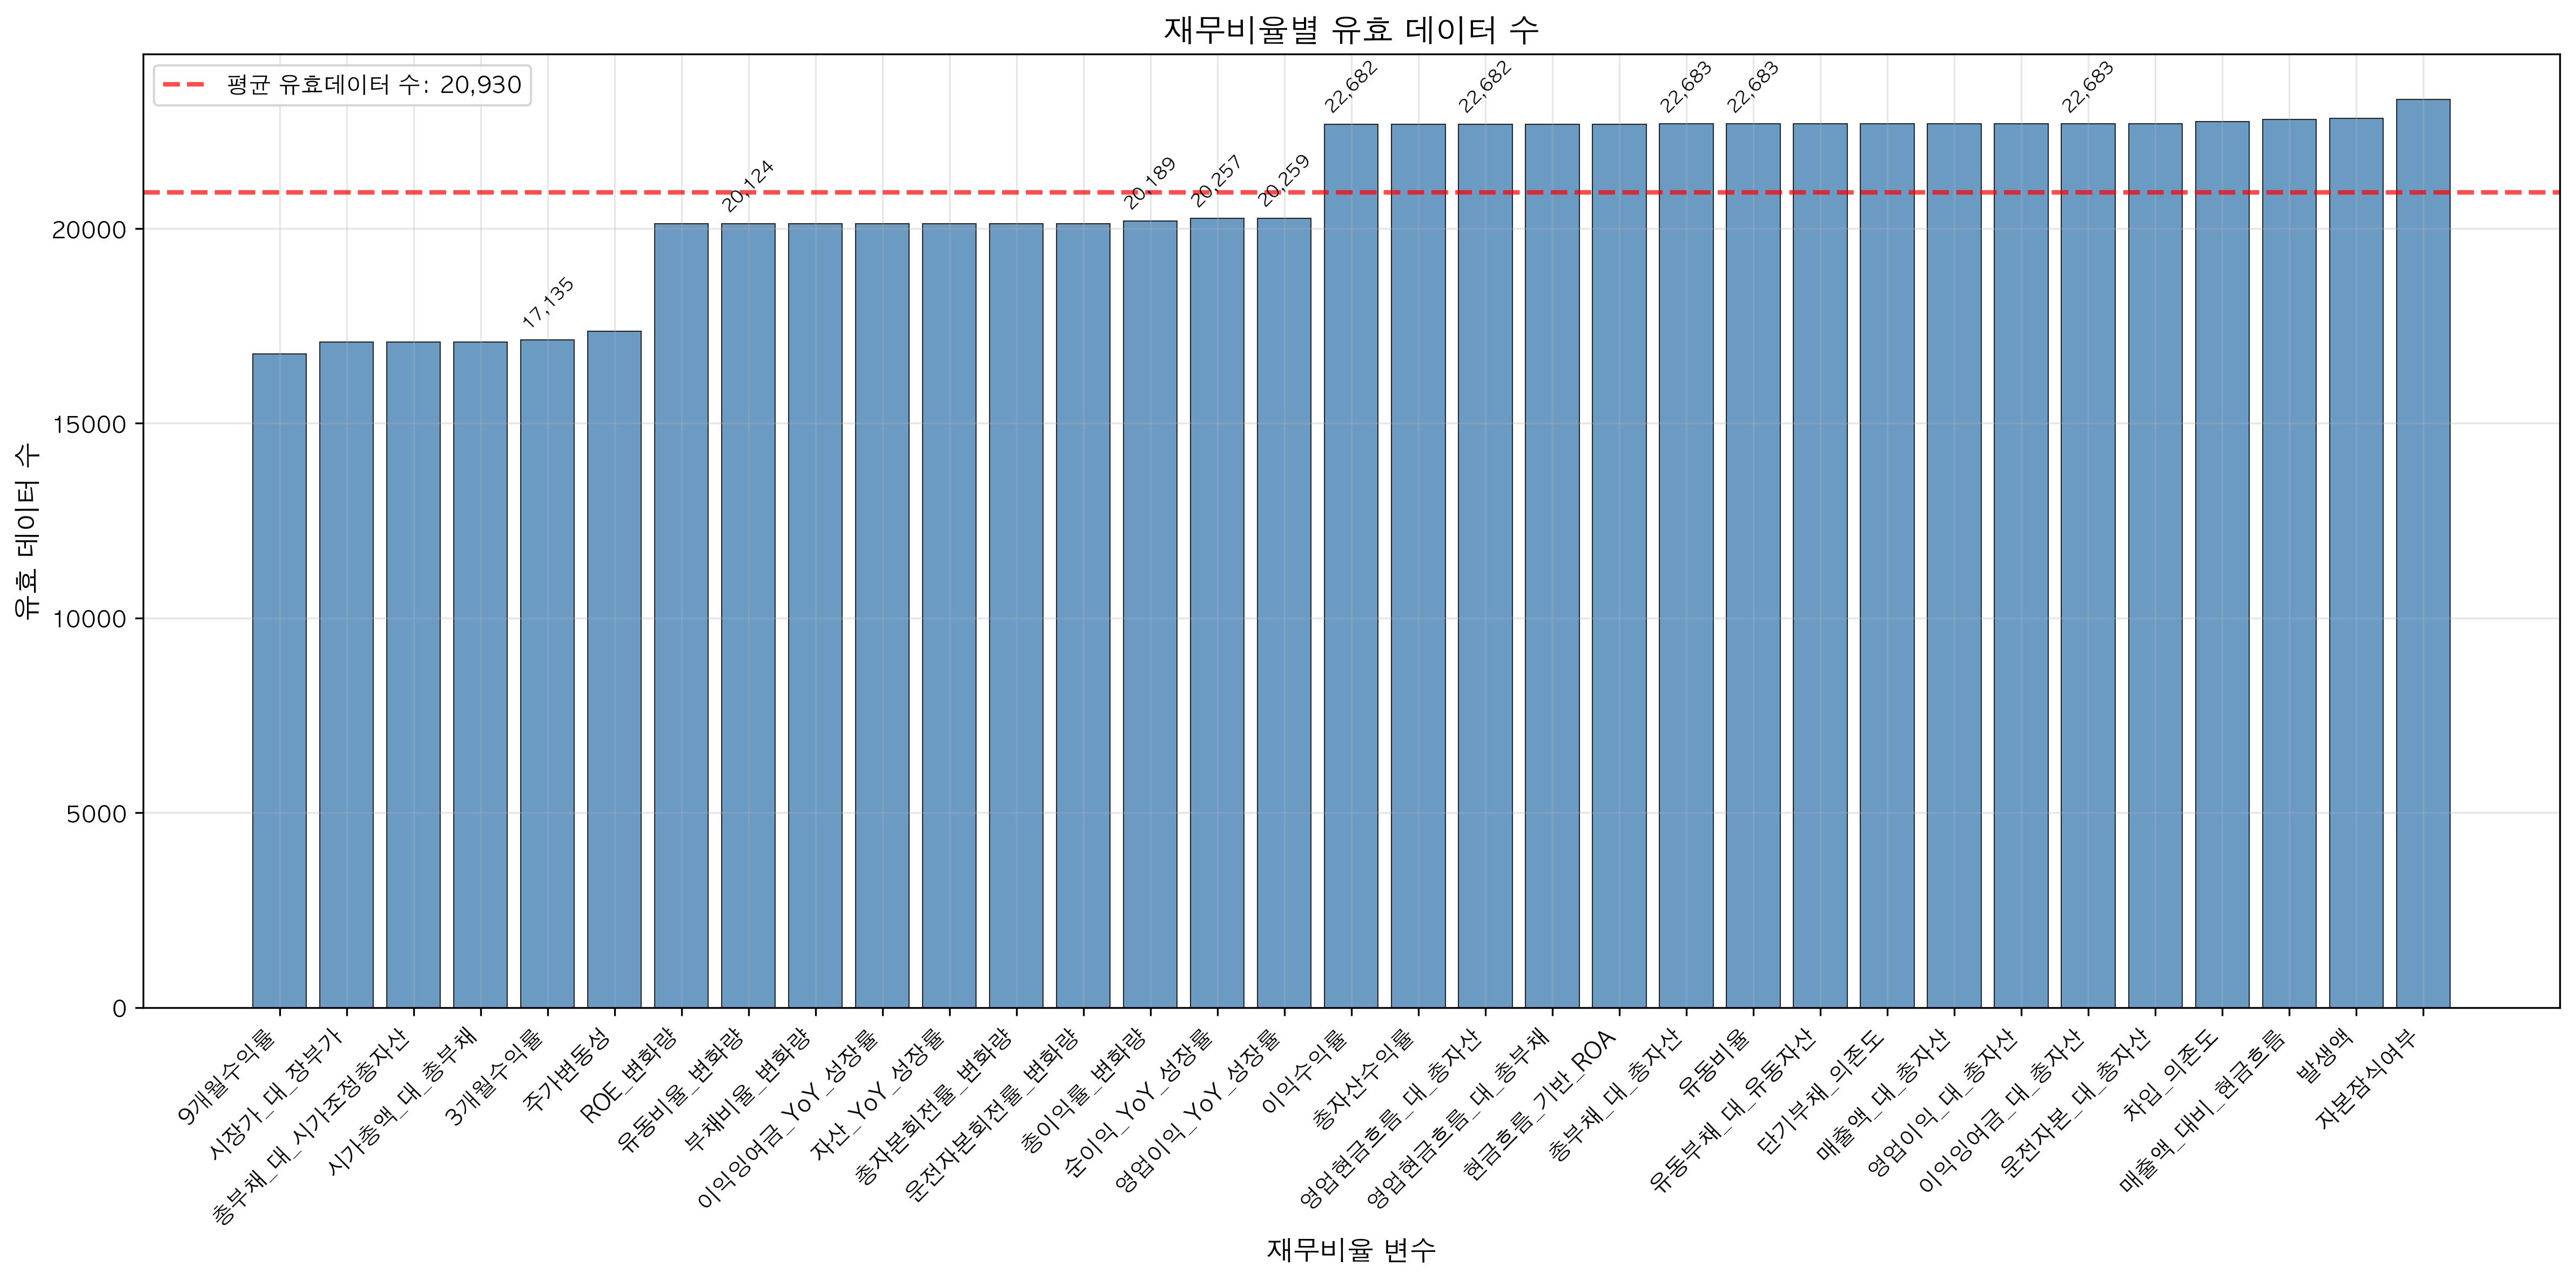 재무비율별 유효 데이터 수
평균 유효데이터 수: 20,930
유효 데이터 수
20000
15000
10000
5000
0
17,135
20,124
20,189
20,257
20,259
22,682
22,682
22,683
22,683
22,683
9개월수익률
시장가_대_장부가
총부채_대_시가조정총자산
시가총액_대_총부채
3개월수익률
주가변동성
ROE_변화량
유동비율_변화량
부채비율_변화량
이익잉여금_YoY_성장률
자산_YoY_성장률
총자본회전률_변화량
운전자본회전률_변화량
총이익률_변화량
순이익_YoY_성장률
영업이익_YoY_성장률
이익수익률
총자산수익률
영업현금흐름_대_총자산
영업현금흐름_대_총부채
현금흐름_기반_ROA
총부채_대_총자산
유동비율
유동부채_대_유동자산
단기부채_의존도
매출액_대_총자산
영업이익_대_총자산
이익잉여금_대_총자산
운전자본_대_총자산
차입_의존도
매출액_대비_현금흐름
발생액
자본잠식여부
재무비율 변수